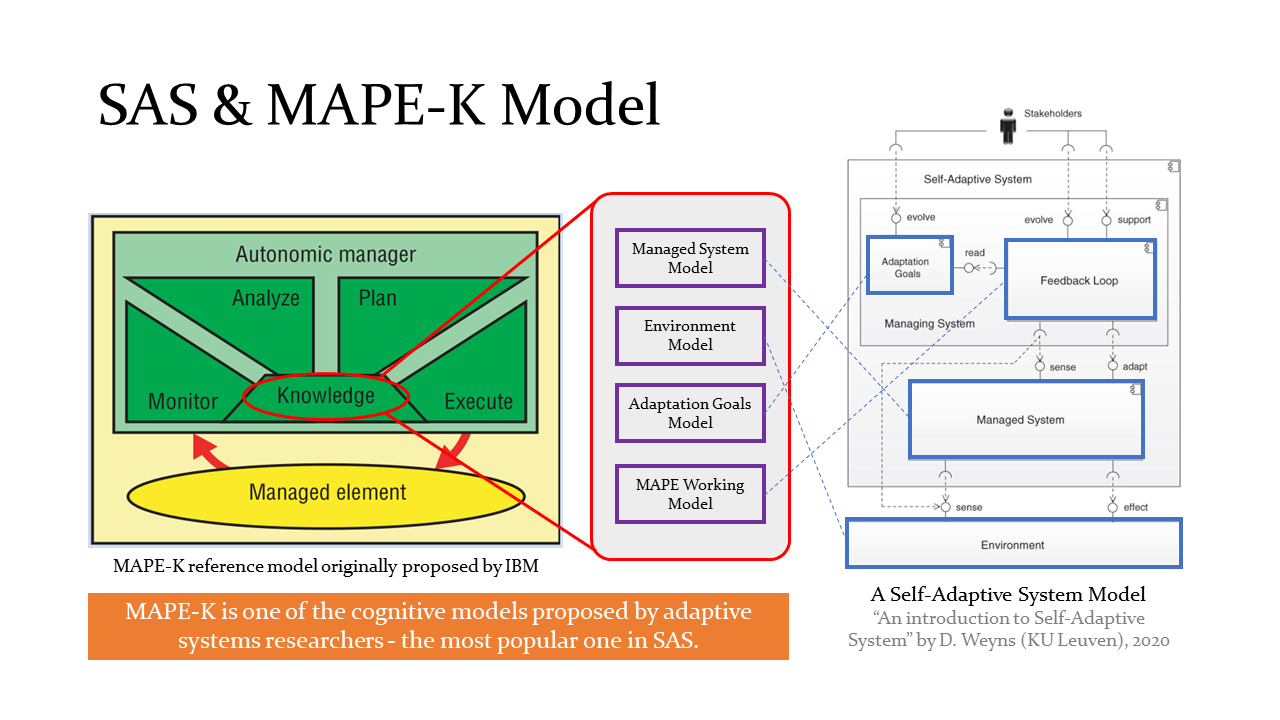 SAS & MAPE-K Model
Autonomic manager
Analyze
Plan
Monitor
Knowledge
Execute
Managed element
MAPE-K reference model originally proposed by IBM
MAPE-K is one of the cognitive models proposed by adaptive
systems researchers - the most popular one in SAS.
Managed System
Model
Environment
Model
Adaptation Goals
Model
MAPE Working
Model
Stakeholders
Self-Adaptive System
evolve
evolve
support
Adaptation
Goals
read
Feedback Loop
Managing System
sense
adapt
Managed System
sense
effect
Environment
A Self-Adaptive System Model
“An introduction to Self-Adaptive
System” by D. Weyns (KU Leuven), 2020